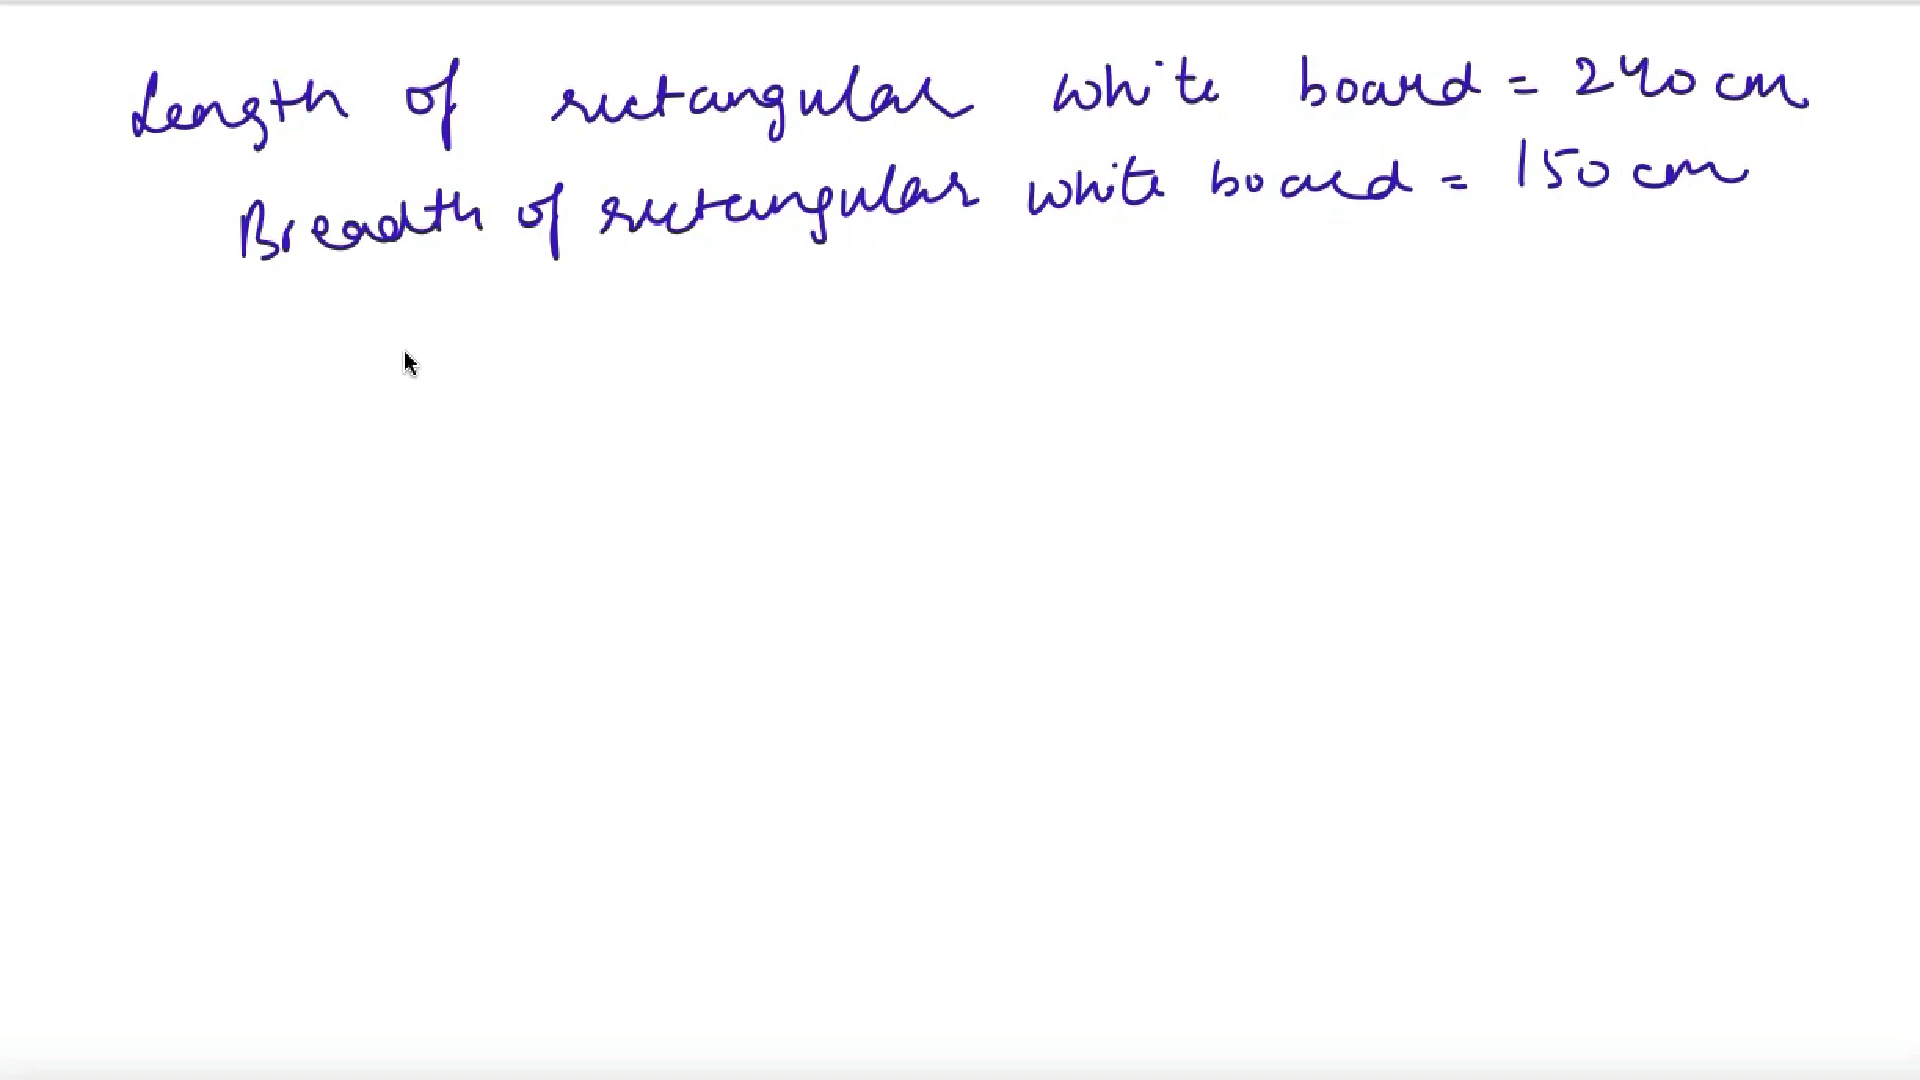 Length of rectangular white board = 240 cm
Breadth of rectangular white board = 150 cm